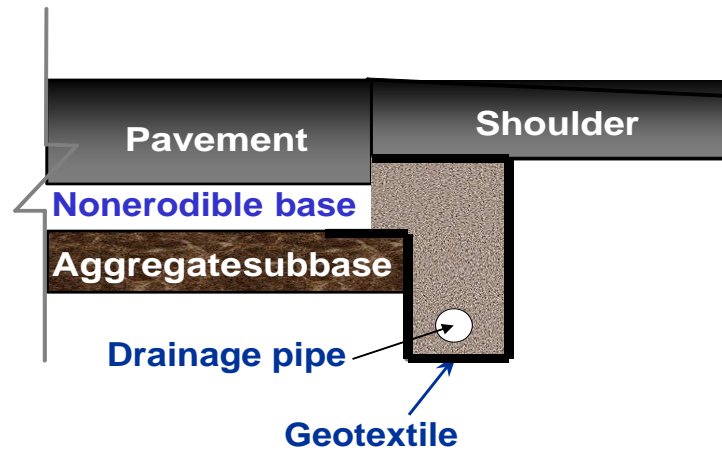 Pavement
Shoulder
Nonerodible base
Aggregatesubbase
Drainage pipe
Geotextile